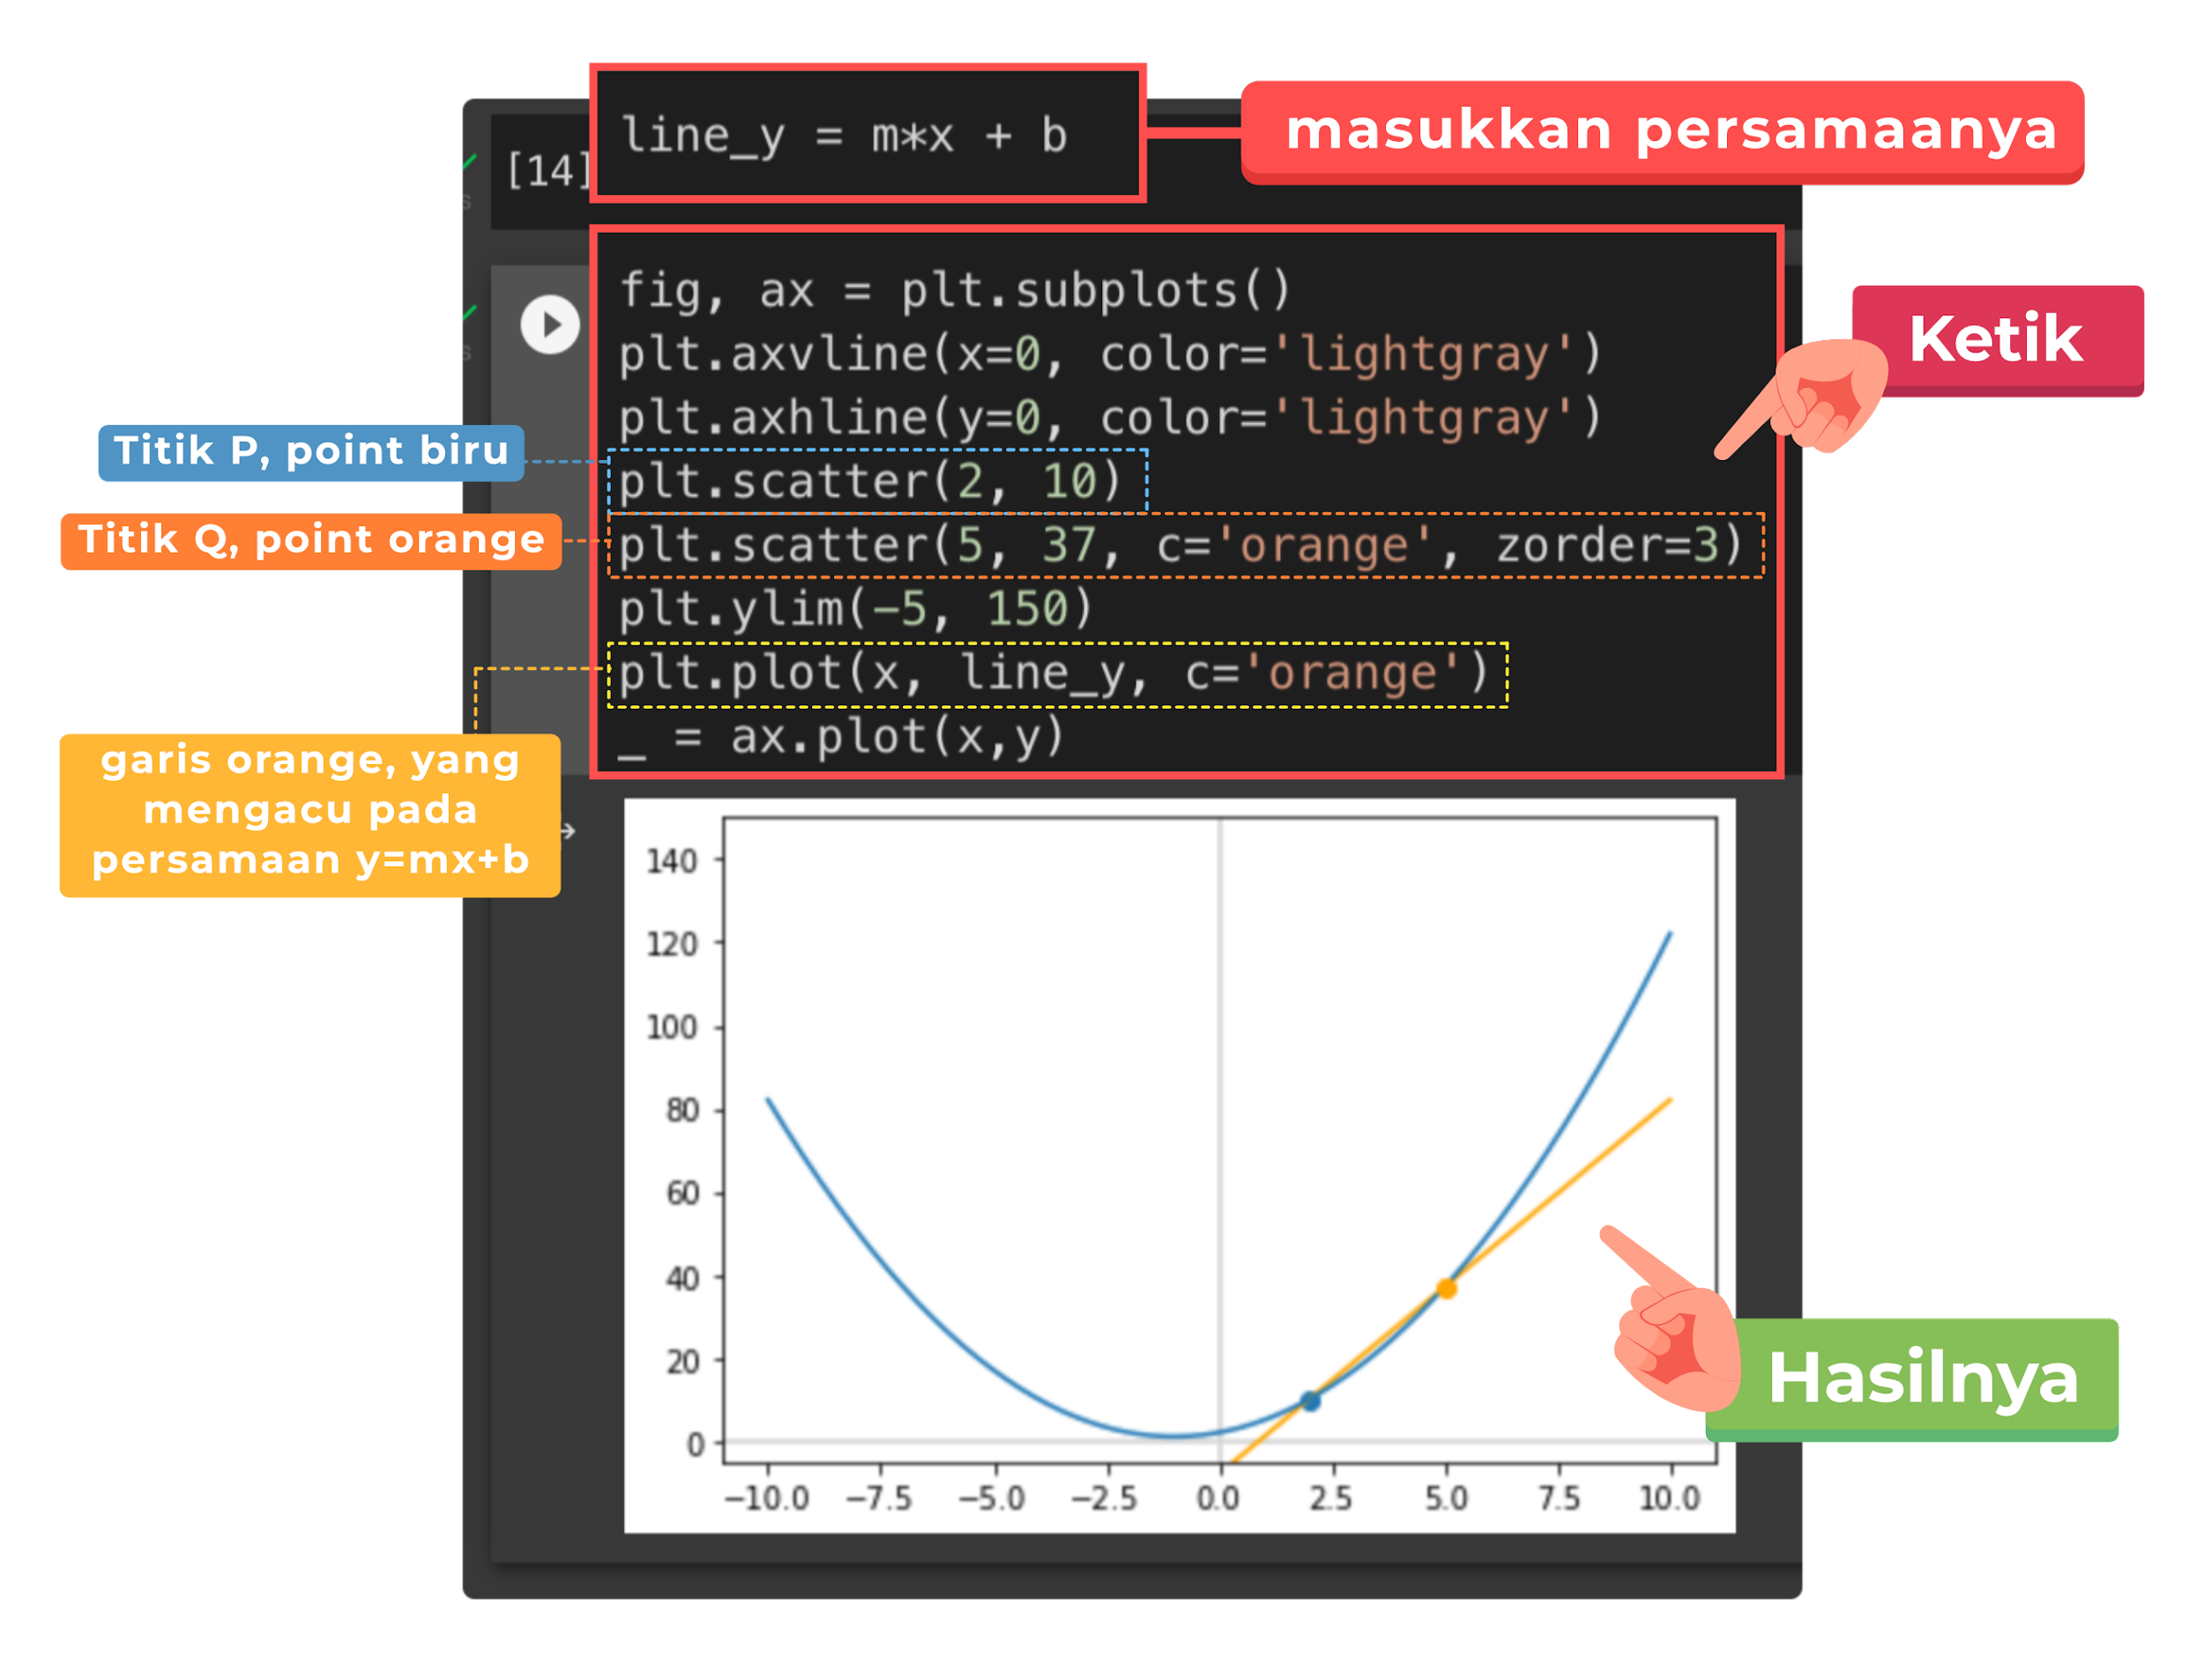 line_y = m*x + b
masukkan persamaanya
[14]
s
fig, ax = plt.subplots()
plt.axvline(x=0, color='lightgray')
plt.axhline(y=0, color='lightgray')
plt.scatter(2, 10)
plt.scatter(5, 37, c='orange', zorder=3)
plt.ylim(-5, 150)
plt.plot(x, line_y, c='orange')
_ = ax.plot(x,y)
Ketik
s
Titik P, point biru
Titik Q, point orange
garis orange, yang
mengacu pada
persamaan y=mx+b
140
120
100
80
60
40
20
0
−10.0 −7.5 −5.0 −2.5 0.0 2.5 5.0 7.5 10.0
Hasilnya